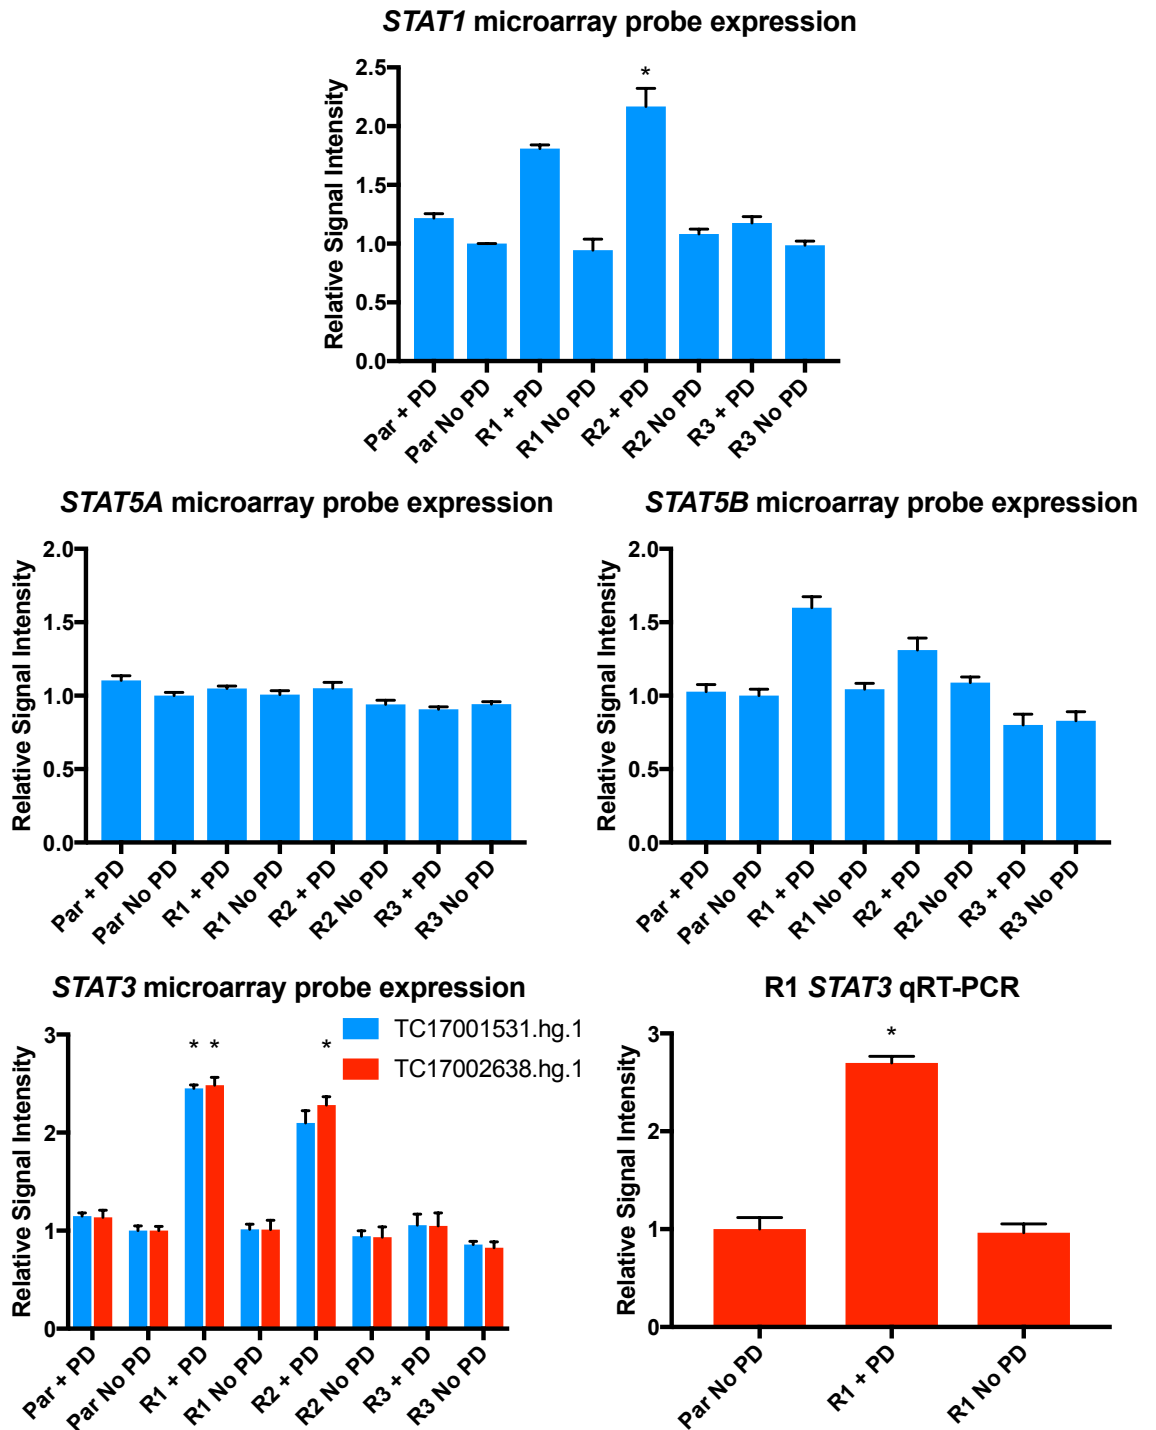 STAT1 microarray probe expression
Relative Signal Intensity
2.5
2.0
1.5
1.0
0.5
0.0
*
Par + PD
Par No PD
R1 + PD
R1 No PD
R2 + PD
R2 No PD
R3 + PD
R3 No PD
STAT5A microarray probe expression
Relative Signal Intensity
2.0
1.5
1.0
0.5
0.0
Par + PD
Par No PD
R1 + PD
R1 No PD
R2 + PD
R2 No PD
R3 + PD
R3 No PD
STAT5B microarray probe expression
Relative Signal Intensity
2.0
1.5
1.0
0.5
0.0
Par + PD
Par No PD
R1 + PD
R1 No PD
R2 + PD
R2 No PD
R3 + PD
R3 No PD
STAT3 microarray probe expression
TC17001531.hg.1
TC17002638.hg.1
Relative Signal Intensity
3
2
1
0
* *
*
Par + PD
Par No PD
R1 + PD
R1 No PD
R2 + PD
R2 No PD
R3 + PD
R3 No PD
R1 STAT3 qRT-PCR
Relative Signal Intensity
3
2
1
0
*
Par No PD
R1 + PD
R1 No PD